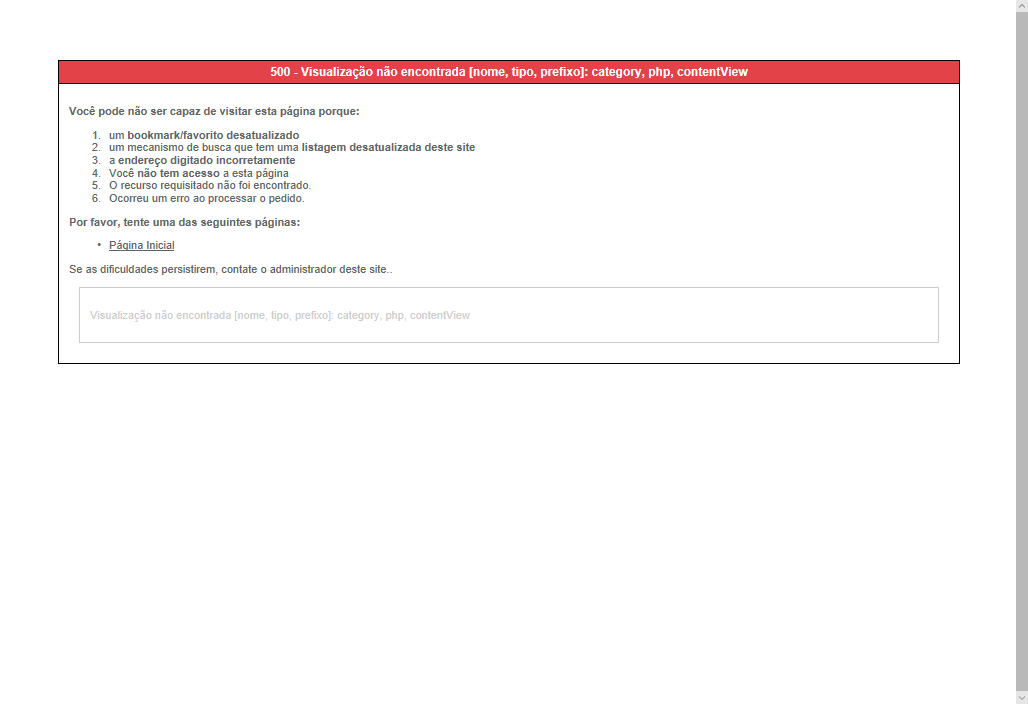 500 - Visualização não encontrada [nome, tipo, prefixo]: category, php, contentView
Você pode não ser capaz de visitar esta página porque:
1. um bookmark/favorito desatualizado
2. um mecanismo de busca que tem uma listagem desatualizada deste site
3. a endereço digitado incorretamente
4. Você não tem acesso a esta página
5. O recurso requisitado não foi encontrado.
6. Ocorreu um erro ao processar o pedido.
Por favor, tente uma das seguintes páginas:
• Página Inicial
Se as dificuldades persistirem, contate o administrador deste site..
Visualização não encontrada [nome, tipo, prefixo]: category, php, contentView